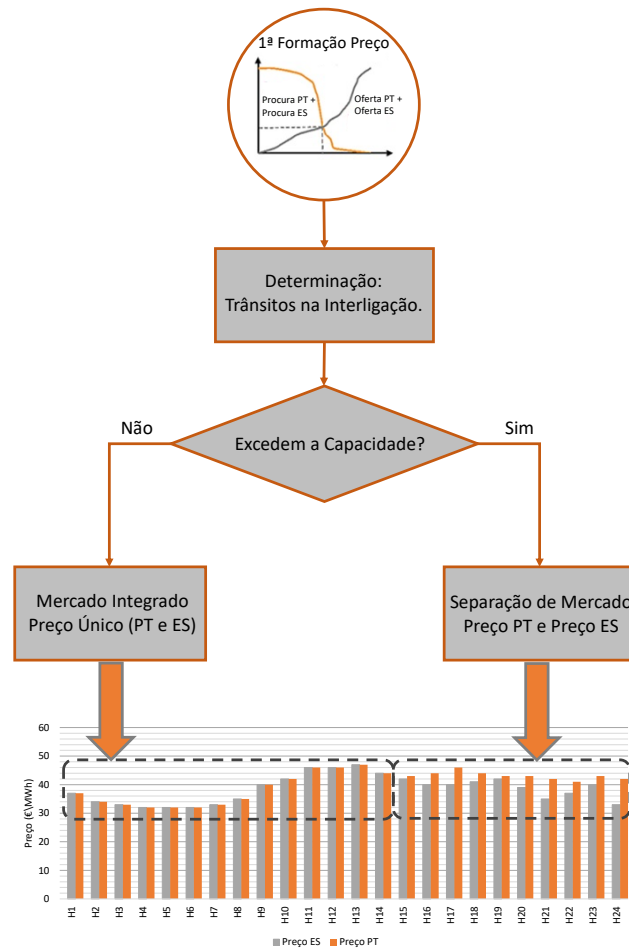 1ª Formação Preço
Procura PT +
Procura ES
Oferta PT +
Oferta ES
Determinação:
Trânsitos na Interligação.
Não
Excedem a Capacidade?
Sim
Mercado Integrado
Preço Único (PT e ES)
Separação de Mercado
Preço PT e Preço ES
Preço (€\MWh)
60
50
40
30
20
10
0
H1
H2
H3
H4
H5
H6
H7
H8
H9
H10
H11
H12
H13
H14
H15
H16
H17
H18
H19
H20
H21
H22
H23
H24
Preço ES
Preço PT